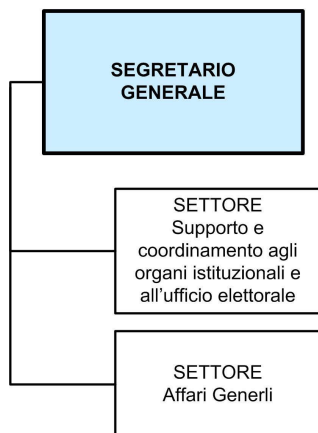 SEGRETARIO
GENERALE
SETTORE
Supporto e
coordinamento agli
organi istituzionali e
all'ufficio elettorale
SETTORE
Affari Generli